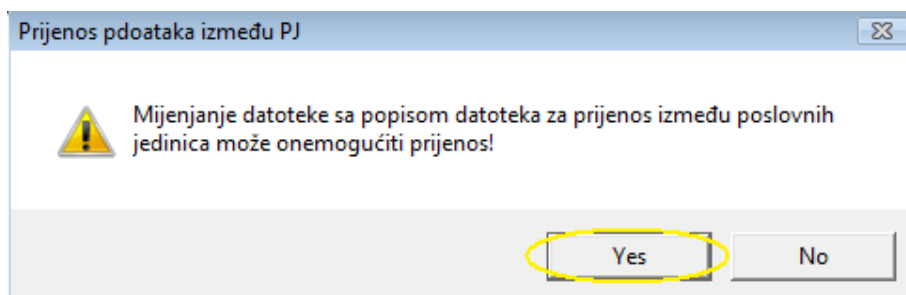 Prijenos pdoataka između PJ
Mijenjanje datoteke sa popisom datoteka za prijenos između poslovnih
jedinica može onemogućiti prijenos!
Yes No